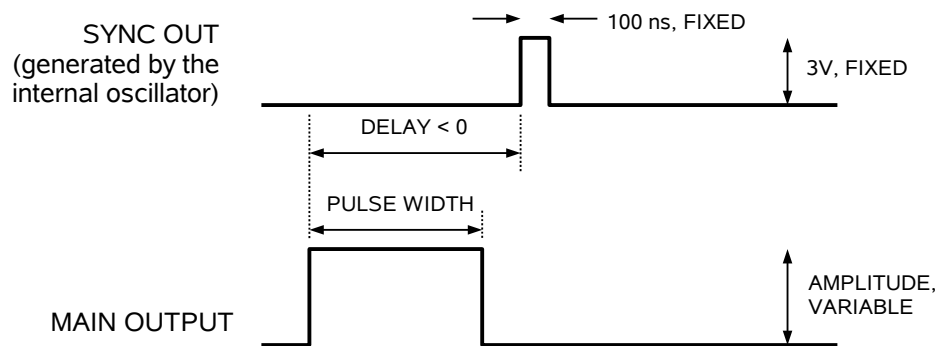 SYNC OUT
(generated by the
internal oscillator)
100 ns, FIXED
3V, FIXED
DELAY < 0
PULSE WIDTH
MAIN OUTPUT
AMPLITUDE,
VARIABLE